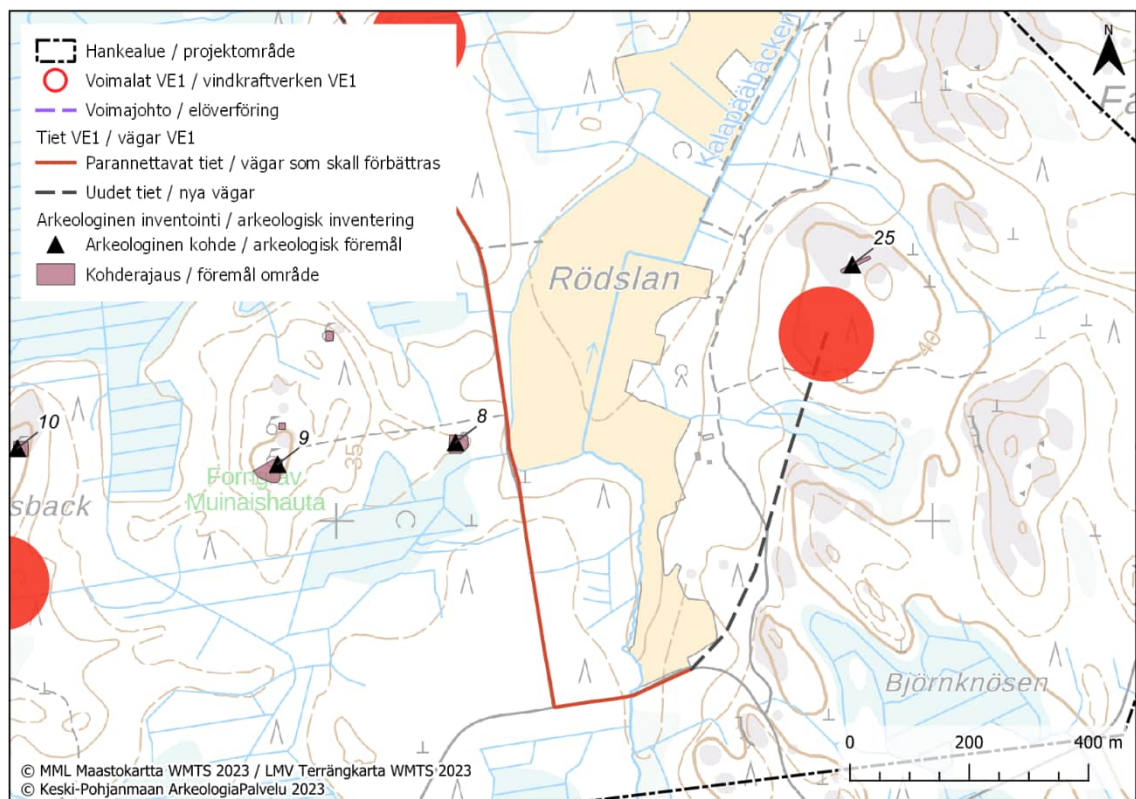 Hankealue / projektområde
Voimalat VE1 / vindkraftverken VE1
Voimajohto / elöverföring
Tiet VE1 / vägar VE1
Parannettavat tiet / vägar som skall förbättras
Uudet tiet / nya vägar
Arkeologinen inventointi / arkeologisk inventering
Arkeologinen kohde / arkeologisk föremål
Kohderajaus / föremål område
N
Kalapääbäcken
Fa
25
Rödslan
40
8
10
9
35
Forngrav
Muinaishauta
sback
Björnknösen
0 200 400 m
© MML Maastokartta WMTS 2023 / LMV Terrängkarta WMTS 2023
© Keski-Pohjanmaan ArkeologiaPalvelu 2023